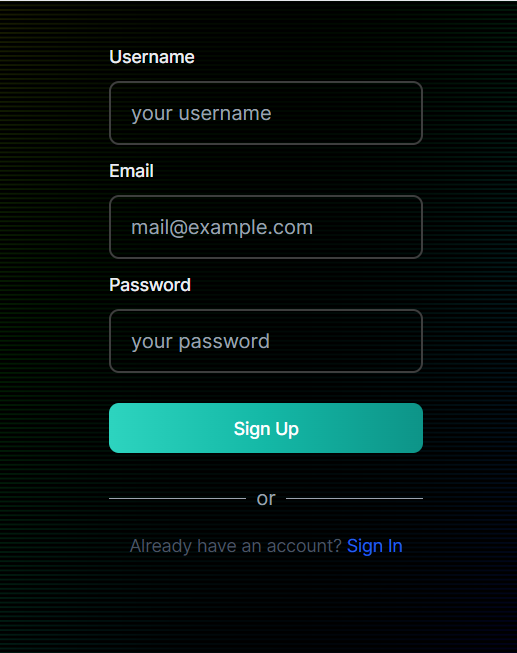 Username
your username
Email
mail@example.com
Password
your password
Sign Up
or
Already have an account? Sign In